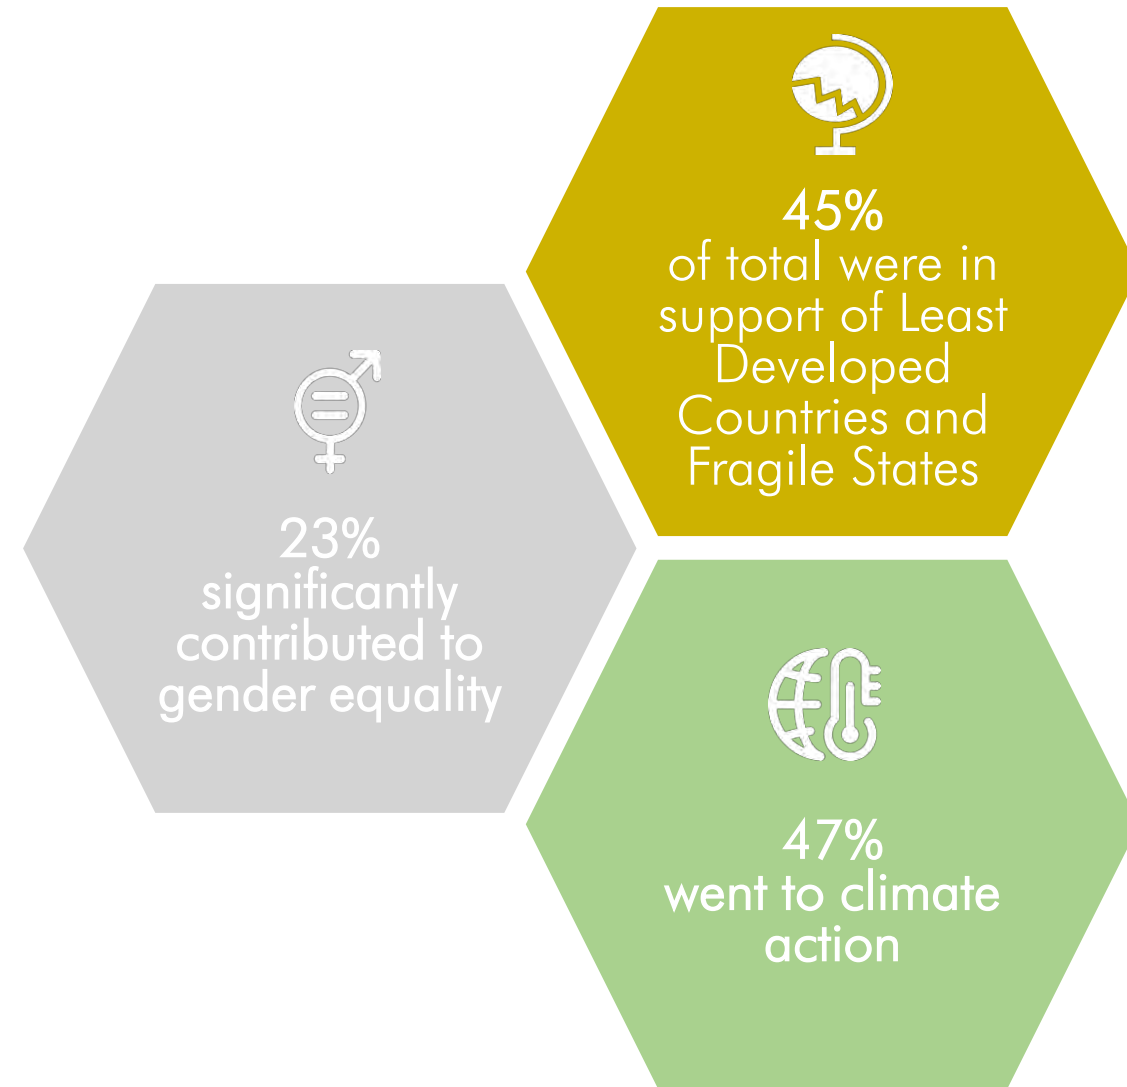 45%
of total were in
support of Least
Developed
Countries and
Fragile States
23%
significantly
contributed to
gender equality
47%
went to climate
action